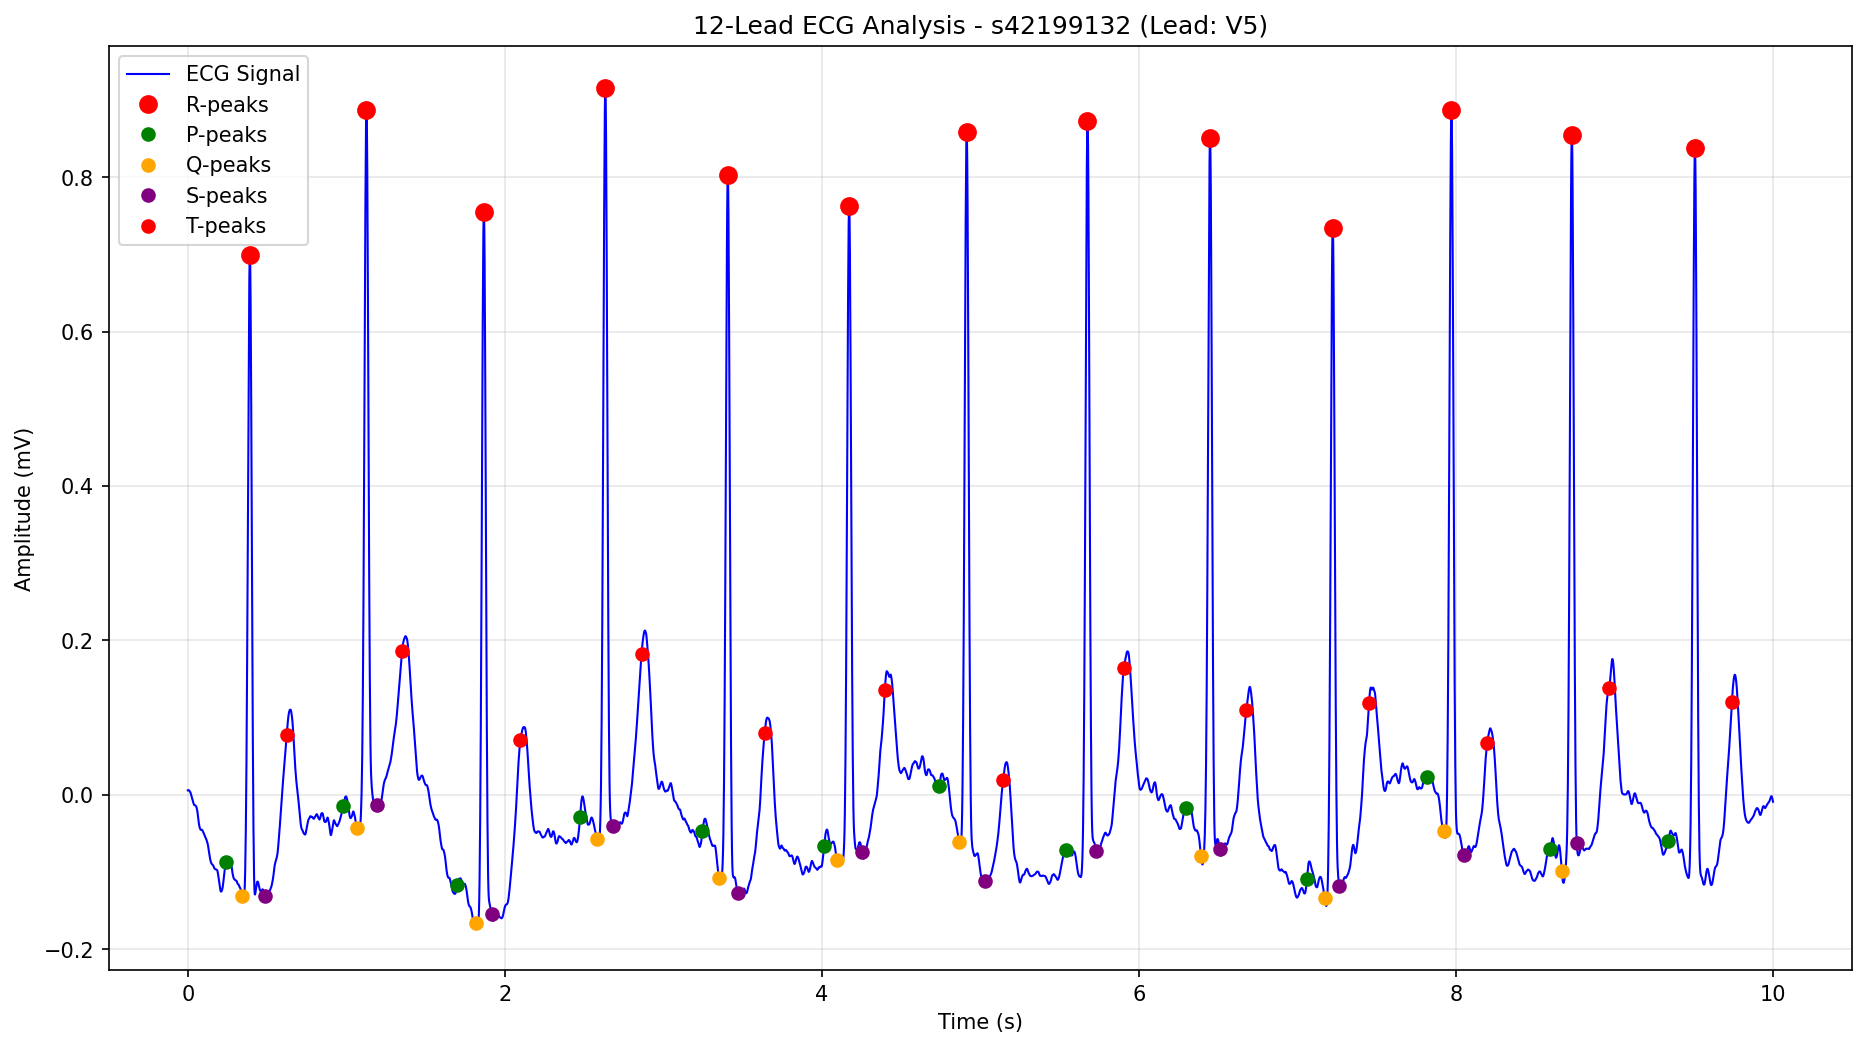 12-Lead ECG Analysis - s42199132 (Lead: V5)
ECG Signal
R-peaks
P-peaks
Q-peaks
S-peaks
T-peaks
Amplitude (mV)
0.8
0.6
0.4
0.2
0.0
−0.2
0 2 4 6 8 10
Time (s)